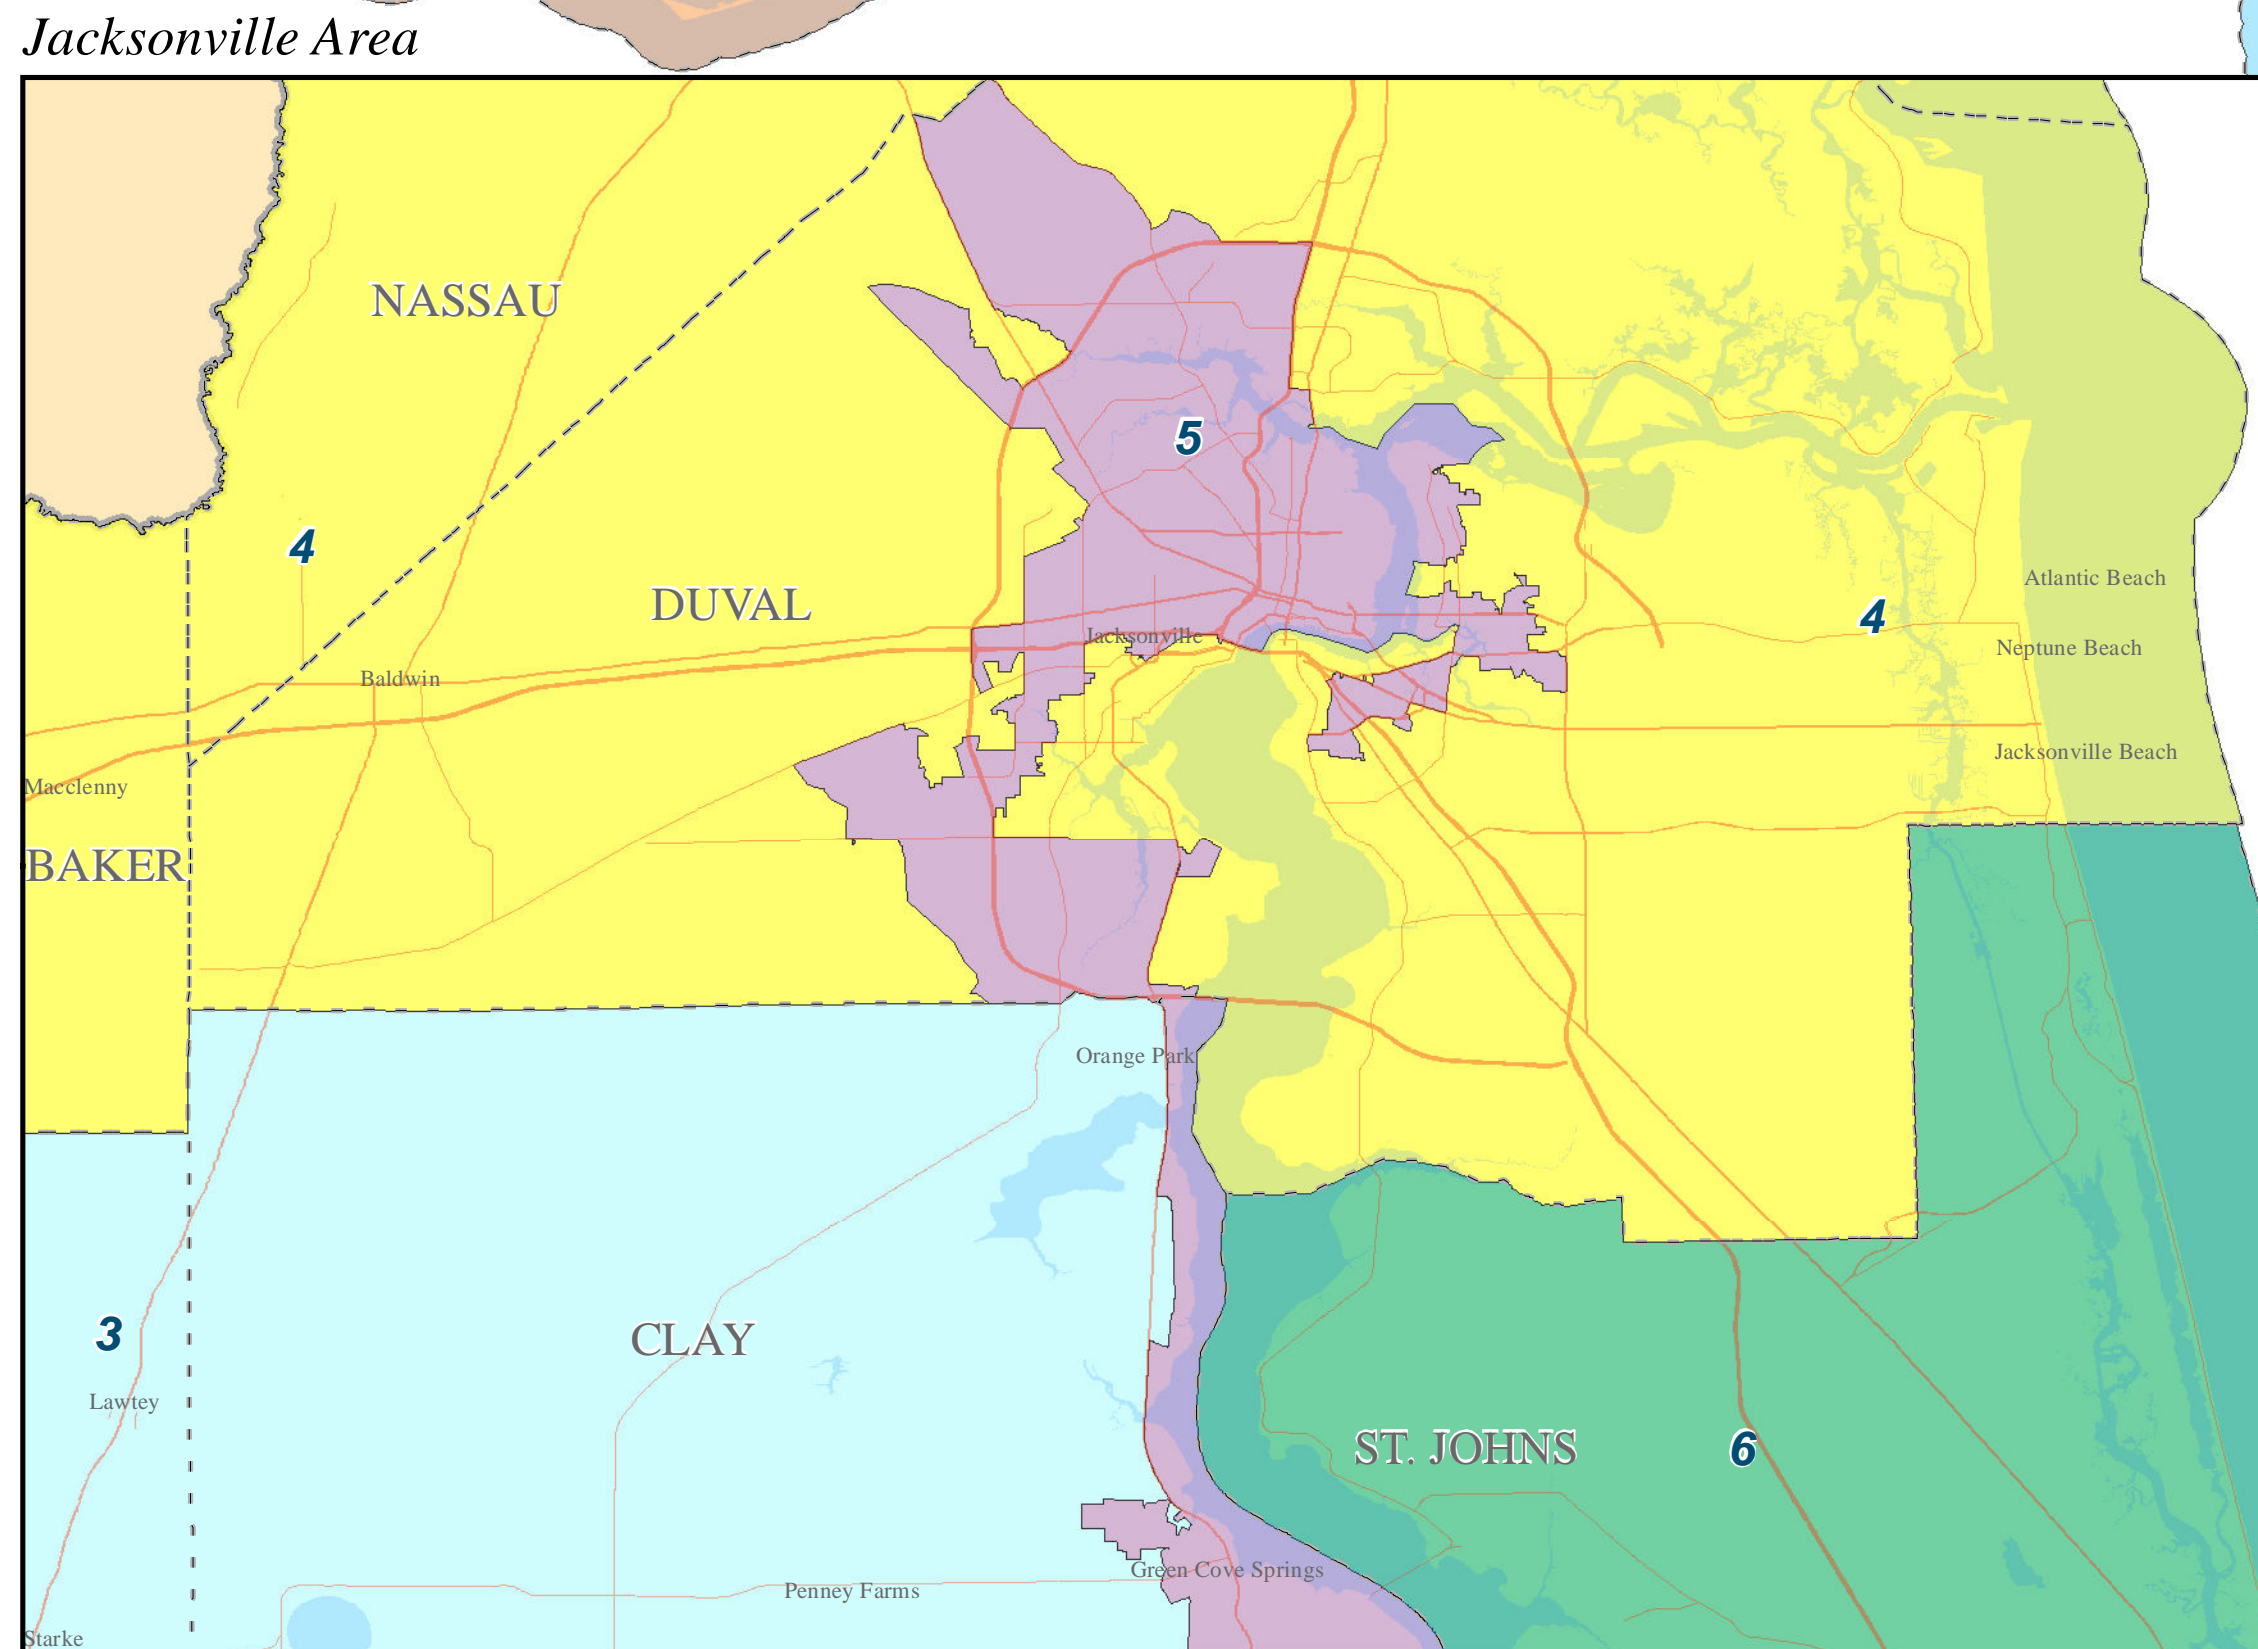 Jacksonville Area
NASSAU
5
4
DUVAL
Atlantic Beach
4
Jacksonville
Neptune Beach
Baldwin
Jacksonville Beach
Macclenny
BAKER
Orange Park
3
CLAY
Lawtey
ST. JOHNS
6
Green Cove Springs
Penney Farms
Starke